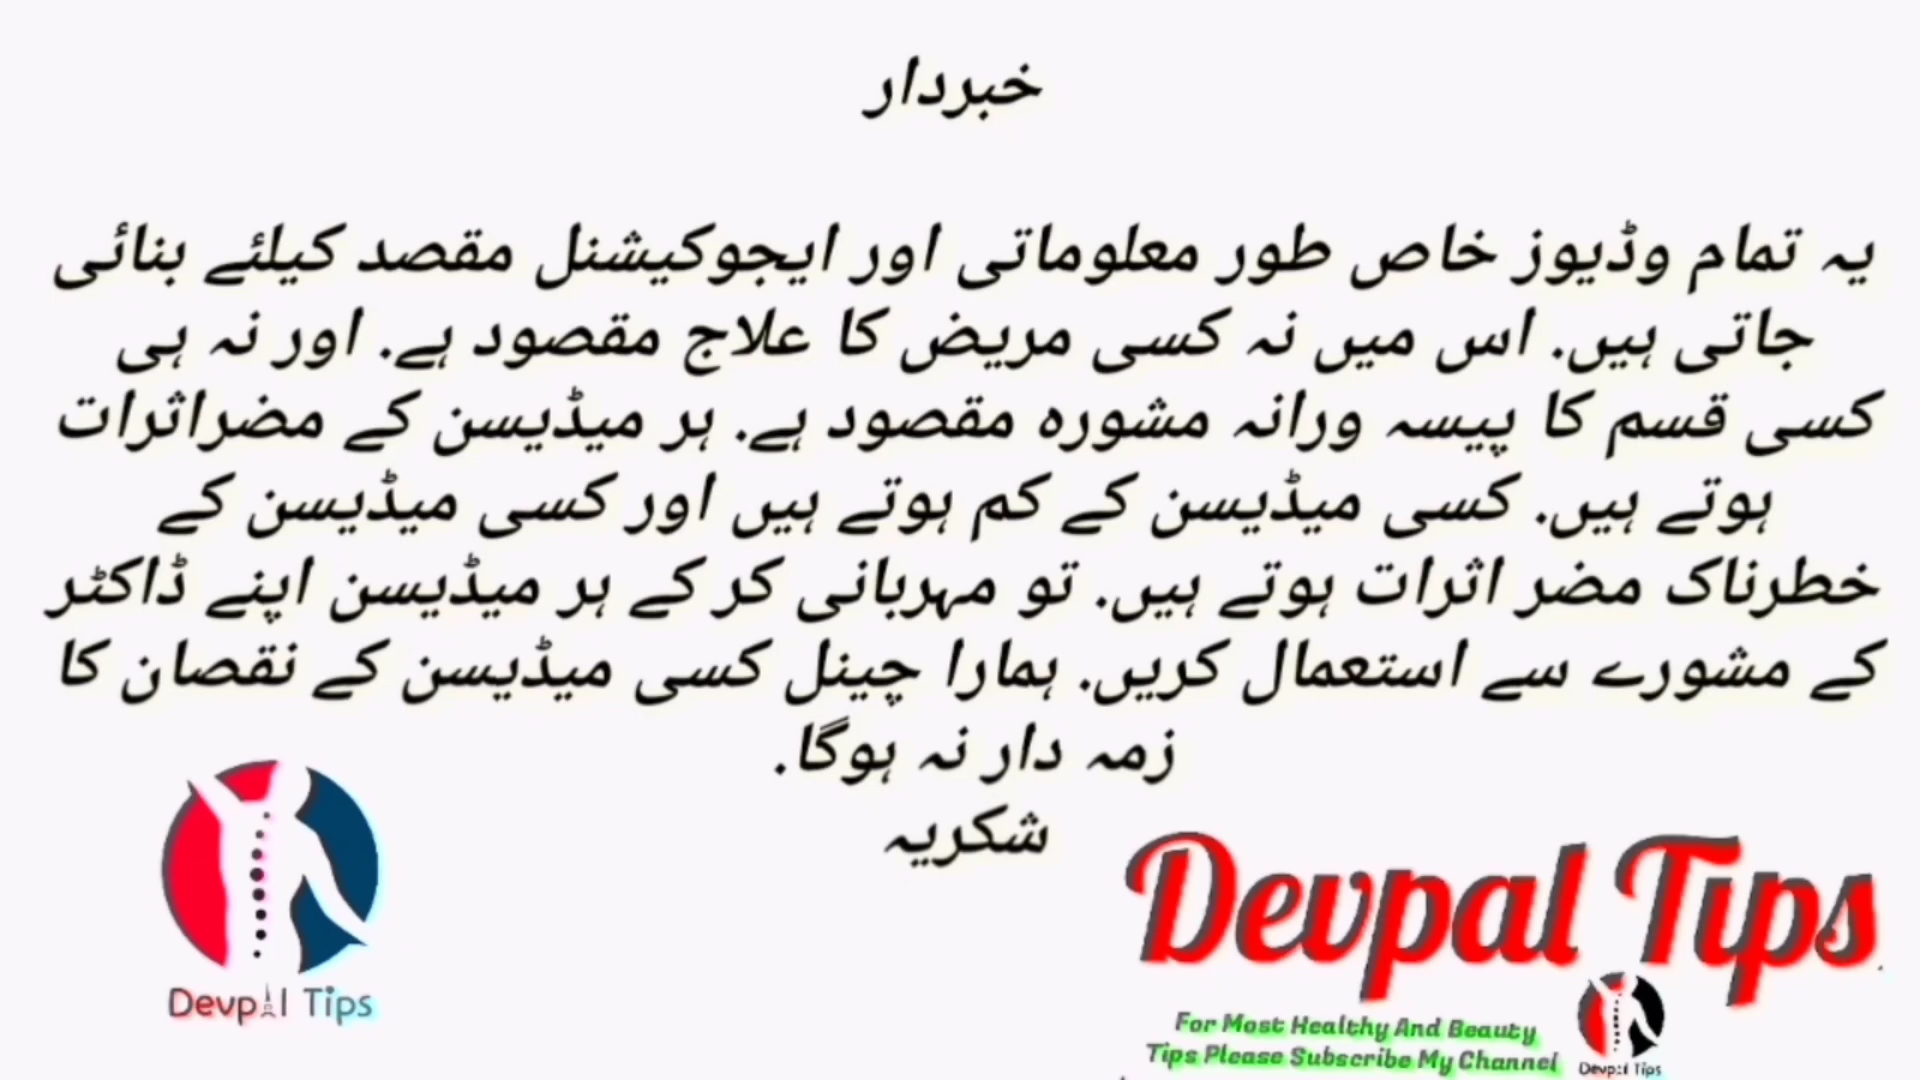 خبردار
یہ تمام وڈیوز خاص طور معلوماتی اور ایجوکیشنل مقصد کیلئے بنائی
جاتی ہیں. اس میں نہ کسی مریض کا علاج مقصود ہے. اور نہ ہی
کسی قسم کا پیسہ ورانہ مشورہ مقصود ہے. ہر میڈیسن کے مضراثرات
ہوتے ہیں. کسی میڈیسن کے کم ہوتے ہیں اور کسی میڈیسن کے
خطرناک مضر اثرات ہوتے ہیں. تو مہربانی کر کے ہر میڈیسن اپنے ڈاکٹر
کے مشورے سے استعمال کریں. ہمارا چینل کسی میڈیسن کے نقصان کا
زمہ دار نہ ہوگا.
شکریہ
Devpal Tips
Devpal Tips
For Most Healthy And Beauty
Tips Please Subscribe My Channel
Devpal Tips